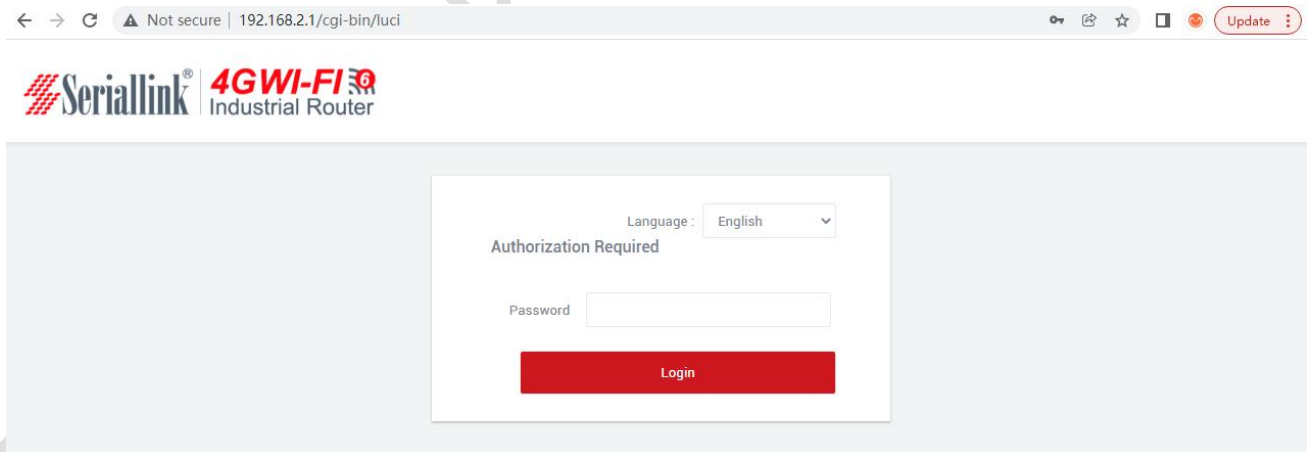 Not secure | 192.168.2.1/cgi-bin/luci
Update
Seriallink® 4GWI-FI 6
Industrial Router
Language : English
Authorization Required
Password
Login